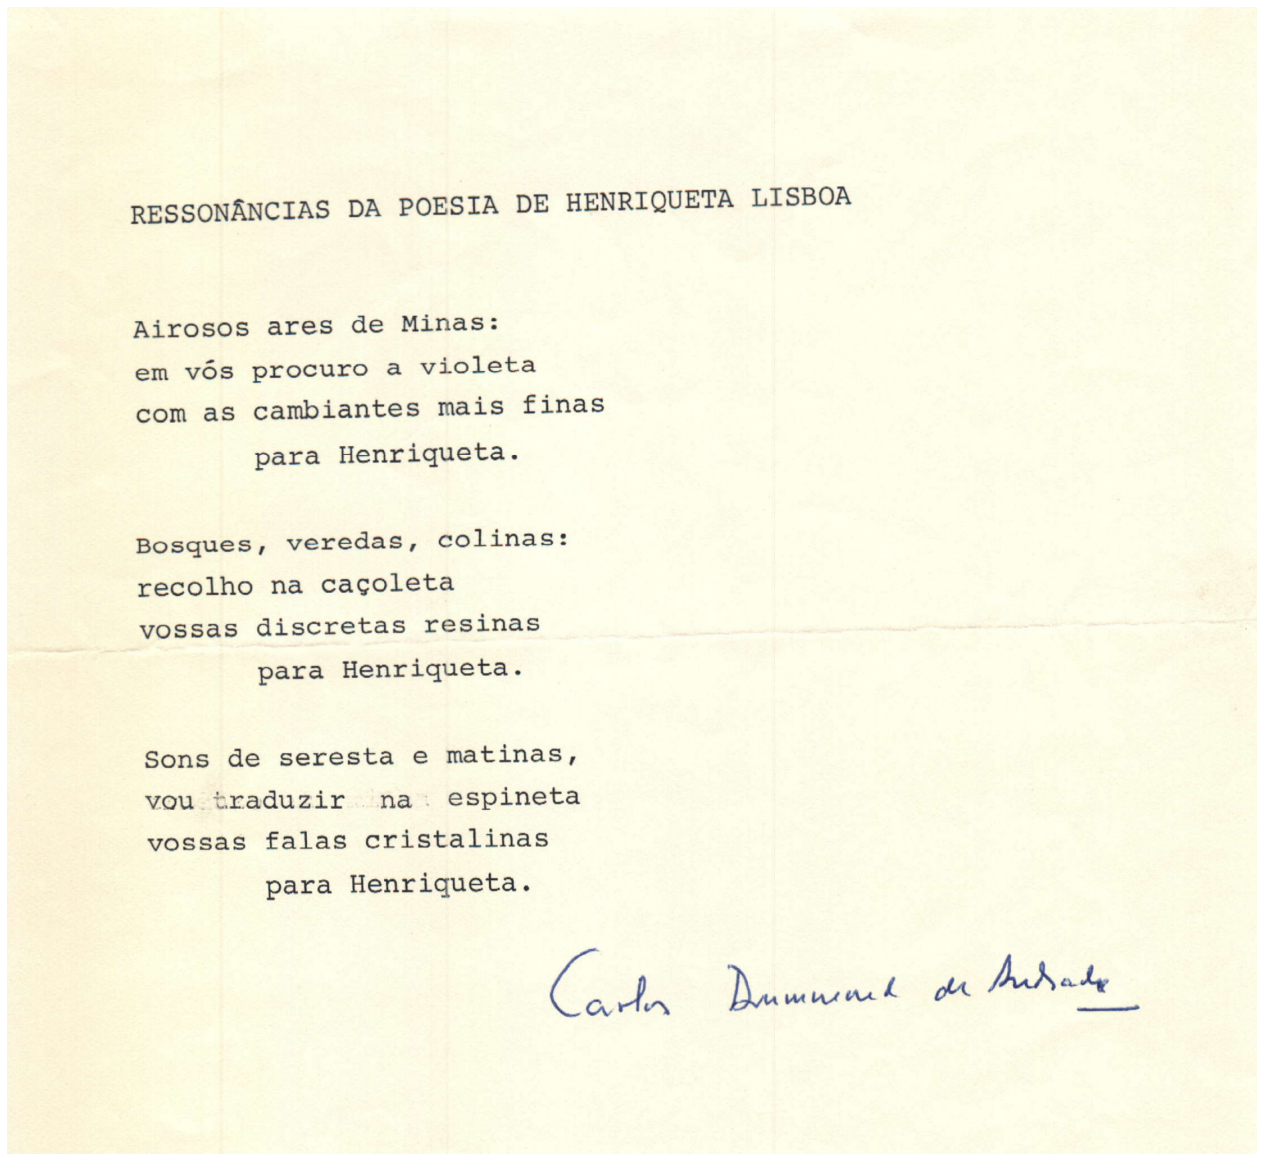 RESSONÂNCIAS DA POESIA DE HENRIQUETA LISBOA
Airosos ares de Minas:
em vós procuro a violeta
com as cambiantes mais finas
para Henriqueta.
Bosques, veredas, colinas:
recolho na caçoleta
vossas discretas resinas
para Henriqueta.
Sons de seresta e matinas,
vou traduzir na espineta
vossas falas cristalinas
para Henriqueta.
Carlos Drummond de Andrade